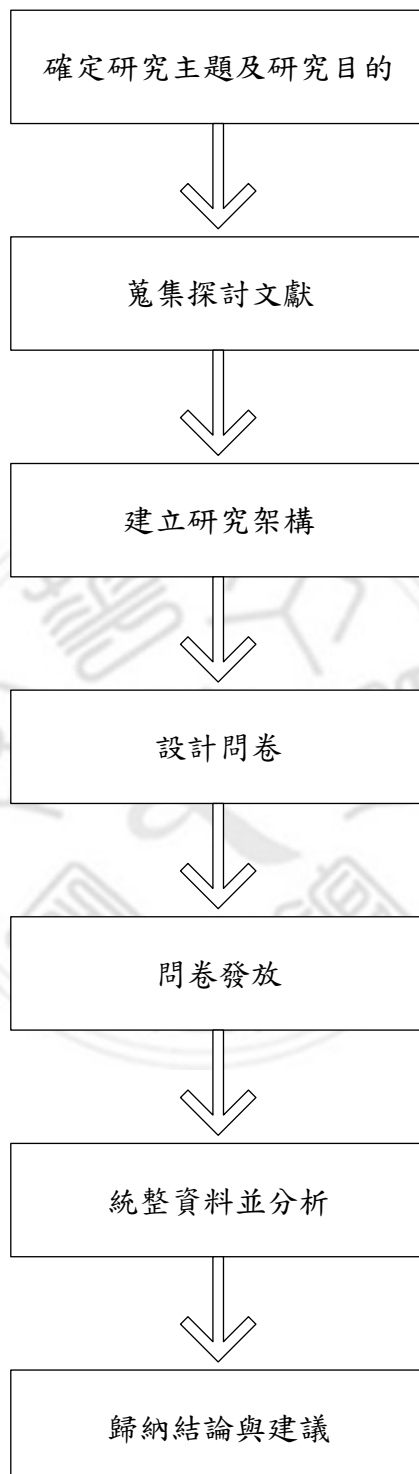 確定研究主題及研究目的
蒐集探討文獻
建立研究架構
設計問卷
問卷發放
統整資料並分析
歸納結論與建議